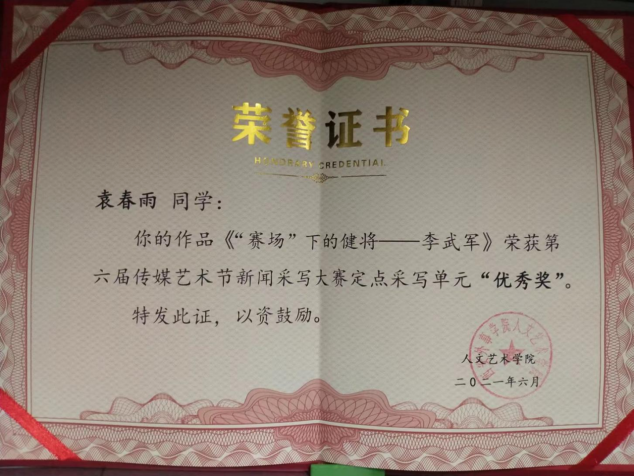 荣誉证书
HONORARY CREDENTIAL
袁春雨 同学：
你的作品《“赛场”下的健将——李武军》荣获第
六届传媒艺术节新闻采写大赛定点采写单元“优秀奖”。
特发此证，以资鼓励。
人文艺术学院
二〇二一年六月